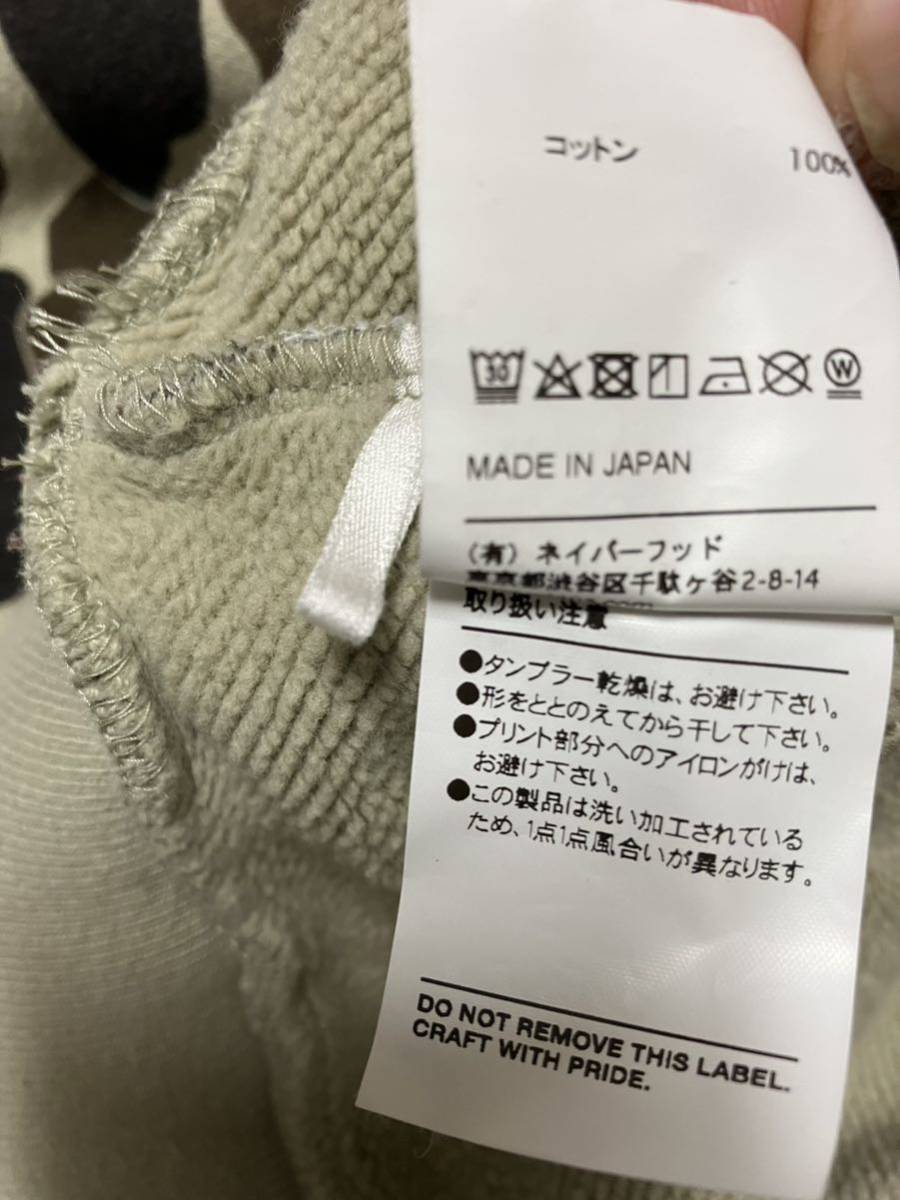 コットン 100%
30
W
MADE IN JAPAN
(有) ネイバーフッド
東京都渋谷区千駄ヶ谷2-8-14
取り扱い注意
●タンブラー乾燥は、お避け下さい。
●形をととのえてから干して下さい。
●プリント部分へのアイロンがけは、
お避け下さい。
●この製品は洗い加工されている
ため、1点1点風合いが異なります。
DO NOT REMOVE THIS LABEL.
CRAFT WITH PRIDE.